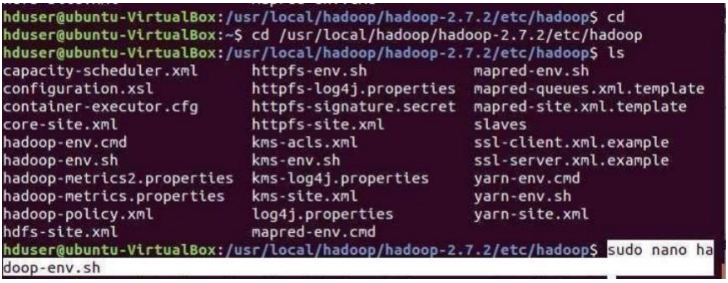 hduser@ubuntu-VirtualBox:/usr/local/hadoop/hadoop-2.7.2/etc/hadoop$ cd
hduser@ubuntu-VirtualBox:~$ cd /usr/local/hadoop/hadoop-2.7.2/etc/hadoop
hduser@ubuntu-VirtualBox:/usr/local/hadoop/hadoop-2.7.2/etc/hadoop$ ls
capacity-scheduler.xml httpfs-env.sh mapred-env.sh
configuration.xsl httpfs-log4j.properties mapred-queues.xml.template
container-executor.cfg httpfs-signature.secret mapred-site.xml.template
core-site.xml httpfs-site.xml slaves
hadoop-env.cmd kms-acls.xml ssl-client.xml.example
hadoop-env.sh kms-env.sh ssl-server.xml.example
hadoop-metrics2.properties kms-log4j.properties yarn-env.cmd
hadoop-metrics.properties kms-site.xml yarn-env.sh
hadoop-policy.xml log4j.properties yarn-site.xml
hdfs-site.xml mapred-env.cmd
hduser@ubuntu-VirtualBox:/usr/local/hadoop/hadoop-2.7.2/etc/hadoop$ sudo nano ha
doop-env.sh